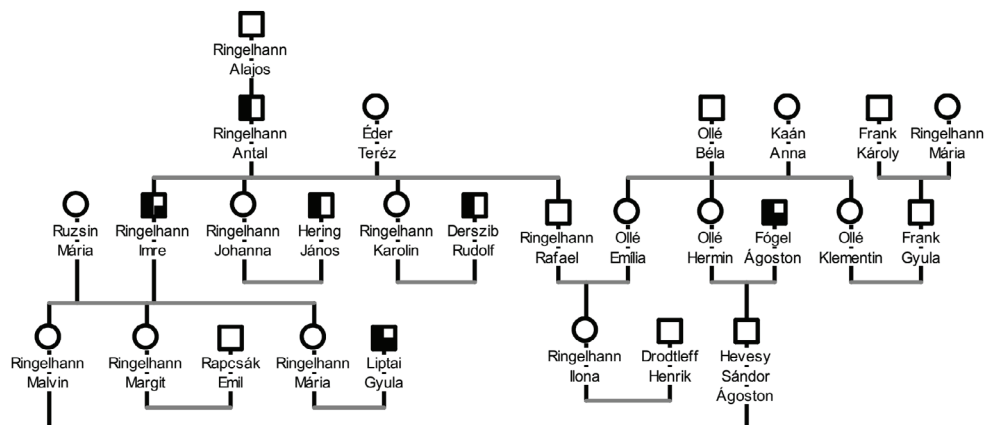 Ringelhann
Alajos
Ringelhann
Antal
Éder
Teréz
Ollé
Béla
Kaán
Anna
Frank
Károly
Ringelhann
Mária
Ruzsin
Mária
Ringelhann
Imre
Ringelhann
Johanna
Hering
János
Ringelhann
Karolin
Derszib
Rudolf
Ringelhann
Rafael
Ollé
Emília
Ollé
Hermin
Fógel
Ágoston
Ollé
Klementin
Frank
Gyula
Ringelhann
Malvin
Ringelhann
Margit
Rapcsák
Emil
Ringelhann
Mária
Liptai
Gyula
Ringelhann
Ilona
Drodtleff
Henrik
Hevesy
Sándor
Ágoston